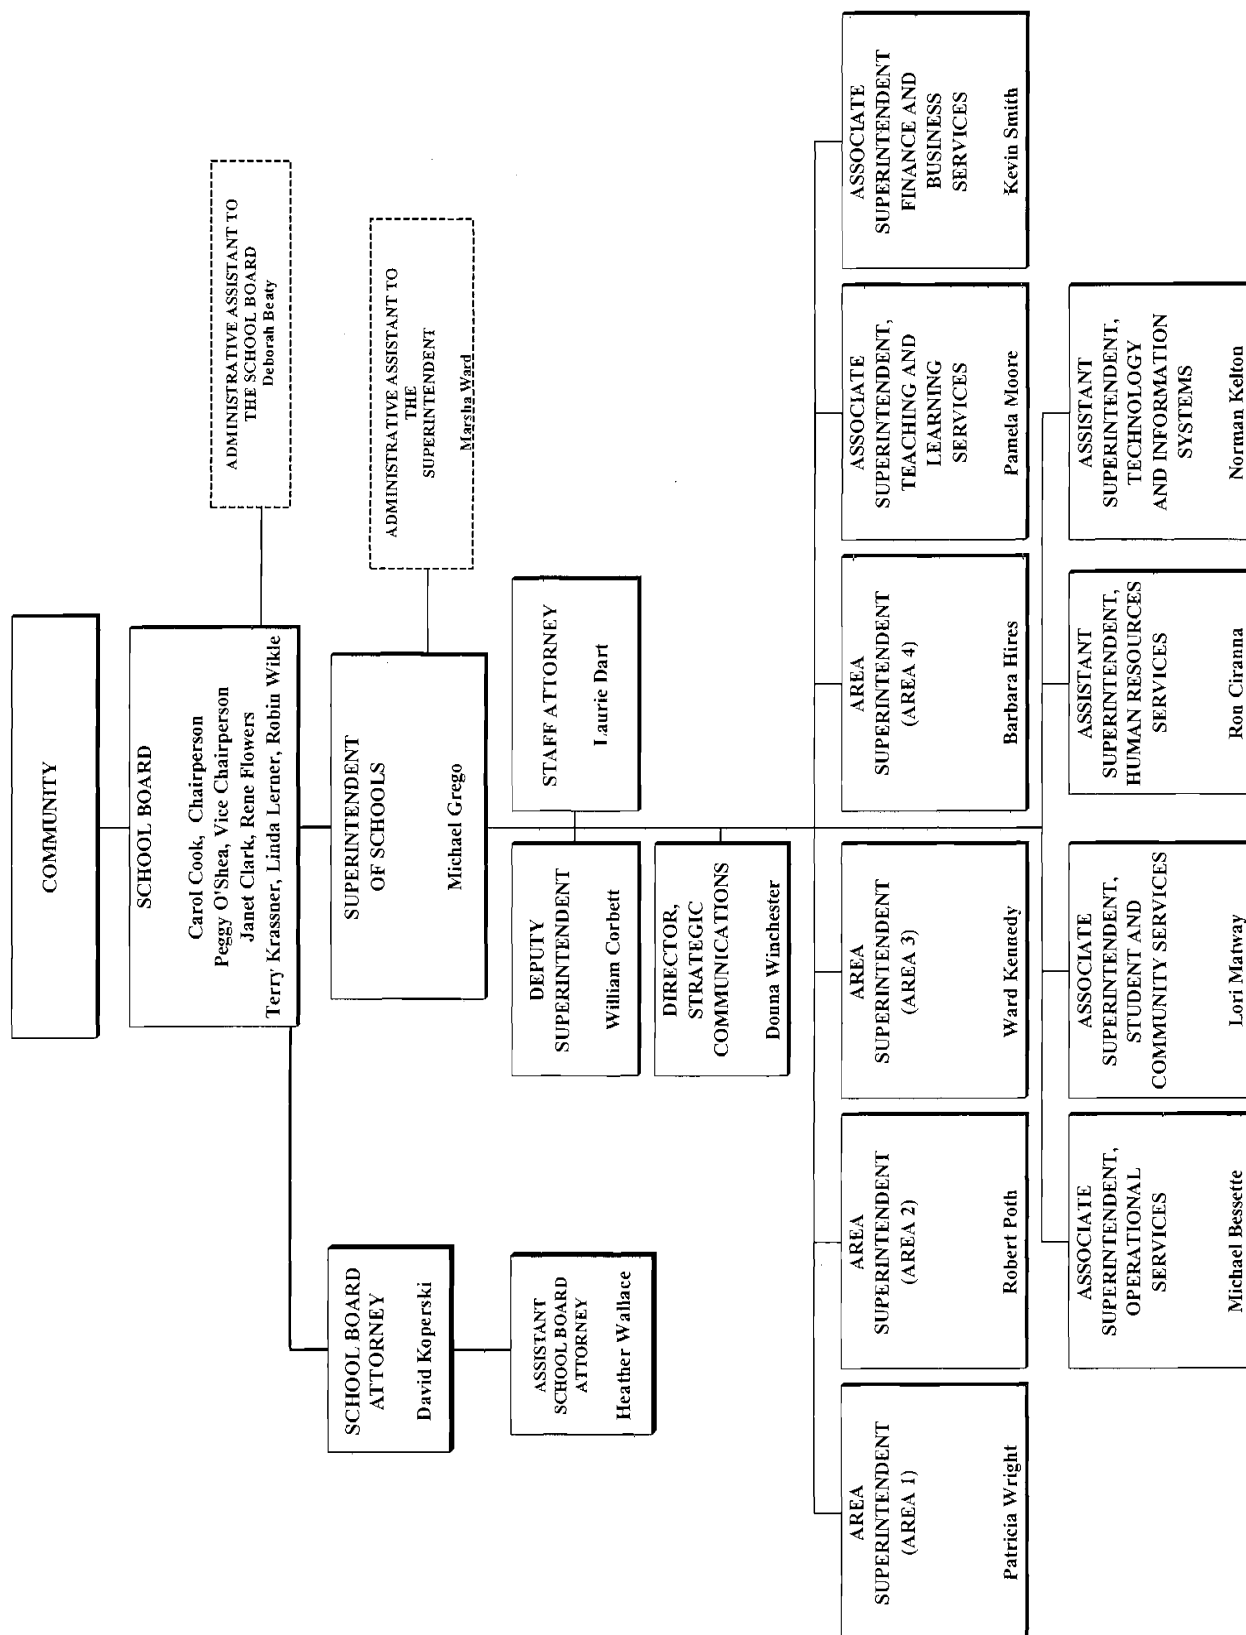 COMMUNITY
SCHOOL BOARD
Carol Cook, Chairperson
Peggy O'Shea, Vice Chairperson
Janet Clark, Rene Flowers
Terry Krassner, Linda Lerner, Robin Wikle
ADMINISTRATIVE ASSISTANT TO
THE SCHOOL BOARD
Deborah Beaty
SCHOOL BOARD
ATTORNEY
David Koperski
SUPERINTENDENT
OF SCHOOLS
Michael Grego
ADMINISTRATIVE ASSISTANT TO
THE
SUPERINTENDENT
Marsha Ward
ASSISTANT
SCHOOL BOARD
ATTORNEY
Heather Wallace
DEPUTY
SUPERINTENDENT
William Corbett
STAFF ATTORNEY
Laurie Dart
DIRECTOR,
STRATEGIC
COMMUNICATIONS
Donna Winchester
AREA
SUPERINTENDENT
(AREA 1)
Patricia Wright
AREA
SUPERINTENDENT
(AREA 2)
Robert Poth
AREA
SUPERINTENDENT
(AREA 3)
Ward Kennedy
AREA
SUPERINTENDENT
(AREA 4)
Barbara Hires
ASSOCIATE
SUPERINTENDENT,
TEACHING AND
LEARNING
SERVICES
Pamela Moore
ASSOCIATE
SUPERINTENDENT
FINANCE AND
BUSINESS
SERVICES
Kevin Smith
ASSOCIATE
SUPERINTENDENT,
OPERATIONAL
SERVICES
Michael Bessette
ASSOCIATE
SUPERINTENDENT,
STUDENT AND
COMMUNITY SERVICES
Lori Matway
ASSISTANT
SUPERINTENDENT,
HUMAN RESOURCES
SERVICES
Ron Ciranna
ASSISTANT
SUPERINTENDENT,
TECHNOLOGY
AND INFORMATION
SYSTEMS
Norman Kelton